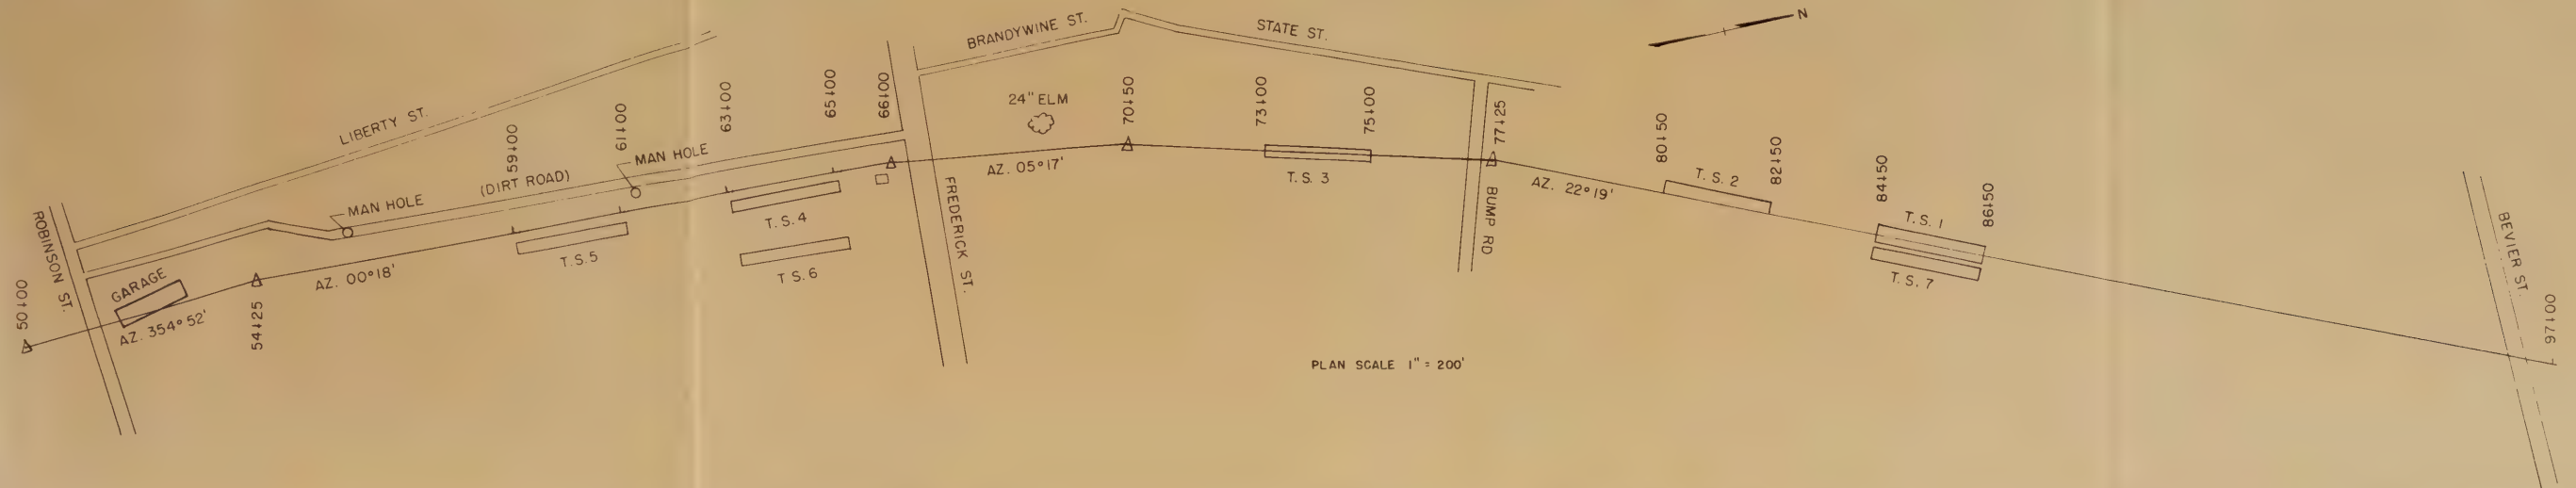 N
BRANDYWINE ST.
STATE ST.
LIBERTY ST.
59+00
61+00
63+00
65+00
66+00
24" ELM
70+50
73+00
75+00
77+25
80+50
82+50
84+50
86+50
MAN HOLE
MAN HOLE
(DIRT ROAD)
AZ. 05°17'
T. S. 3
AZ. 22°19'
T. S. 2
T. S. 1
T. S. 7
T. S. 4
T. S. 5
T. S. 6
ROBINSON ST.
FREDERICK ST.
BUMP RD
BEVIER ST.
GARAGE
AZ. 354°52'
AZ. 00°18'
50+00
54+25
97+00
PLAN SCALE 1" = 200'